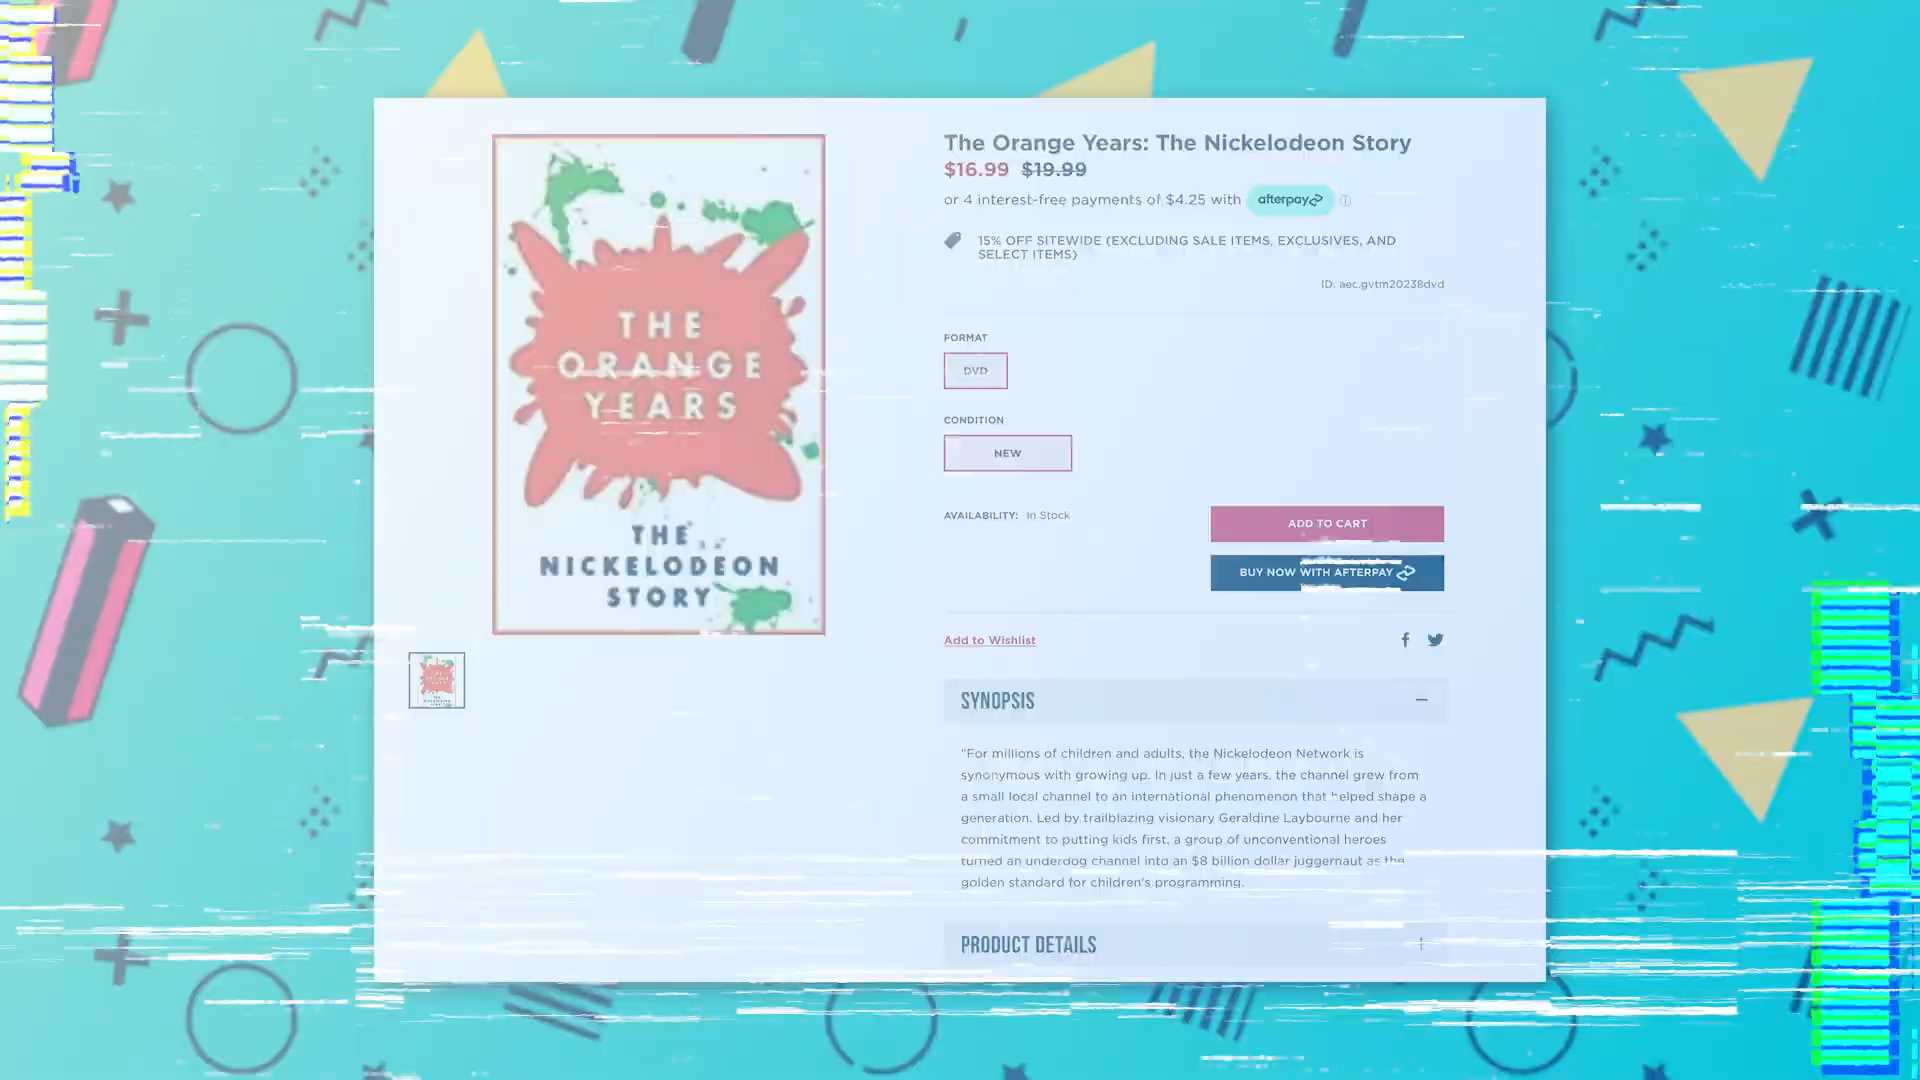 The Orange Years: The Nickelodeon Story
$16.99 $19.99
or 4 interest-free payments of $4.25 with afterpay
15% OFF SITEWIDE (EXCLUDING SALE ITEMS, EXCLUSIVES, AND
SELECT ITEMS)
ID: aec.gvtm20238dvd
FORMAT
DVD
CONDITION
NEW
AVAILABILITY: In Stock
ADD TO CART
BUY NOW WITH AFTERPAY
Add to Wishlist
SYNOPSIS
"For millions of children and adults, the Nickelodeon Network is
synonymous with growing up. In just a few years, the channel grew from
a small local channel to an international phenomenon that helped shape a
generation. Led by trailblazing visionary Geraldine Laybourne and her
commitment to putting kids first, a group of unconventional heroes
turned an underdog channel into an $8 billion dollar juggernaut as the
golden standard for children's programming.
PRODUCT DETAILS
THE
ORANGE
YEARS
THE
NICKELODEON
STORY